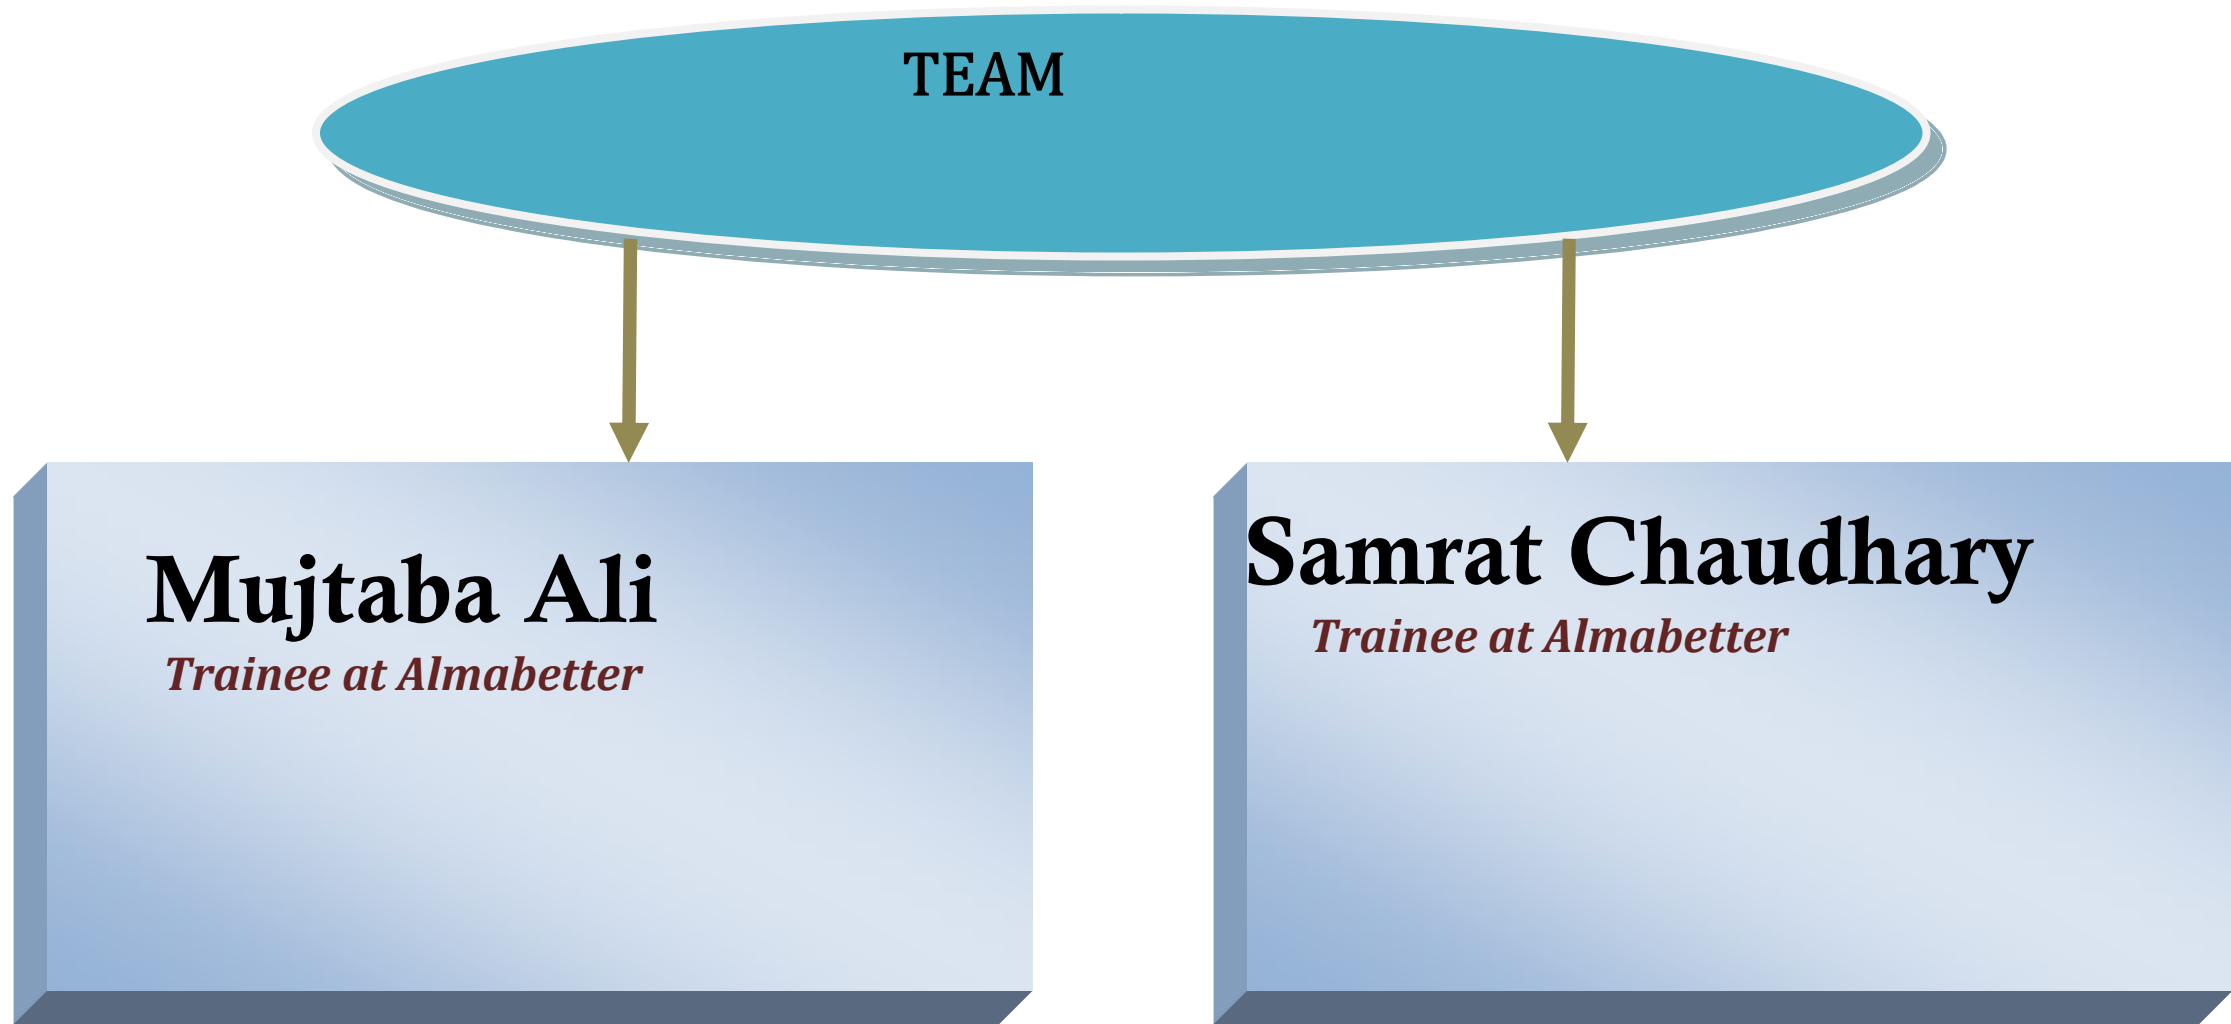 TEAM
Mujtaba Ali
Trainee at Almabetter
Samrat Chaudhary
Trainee at Almabetter